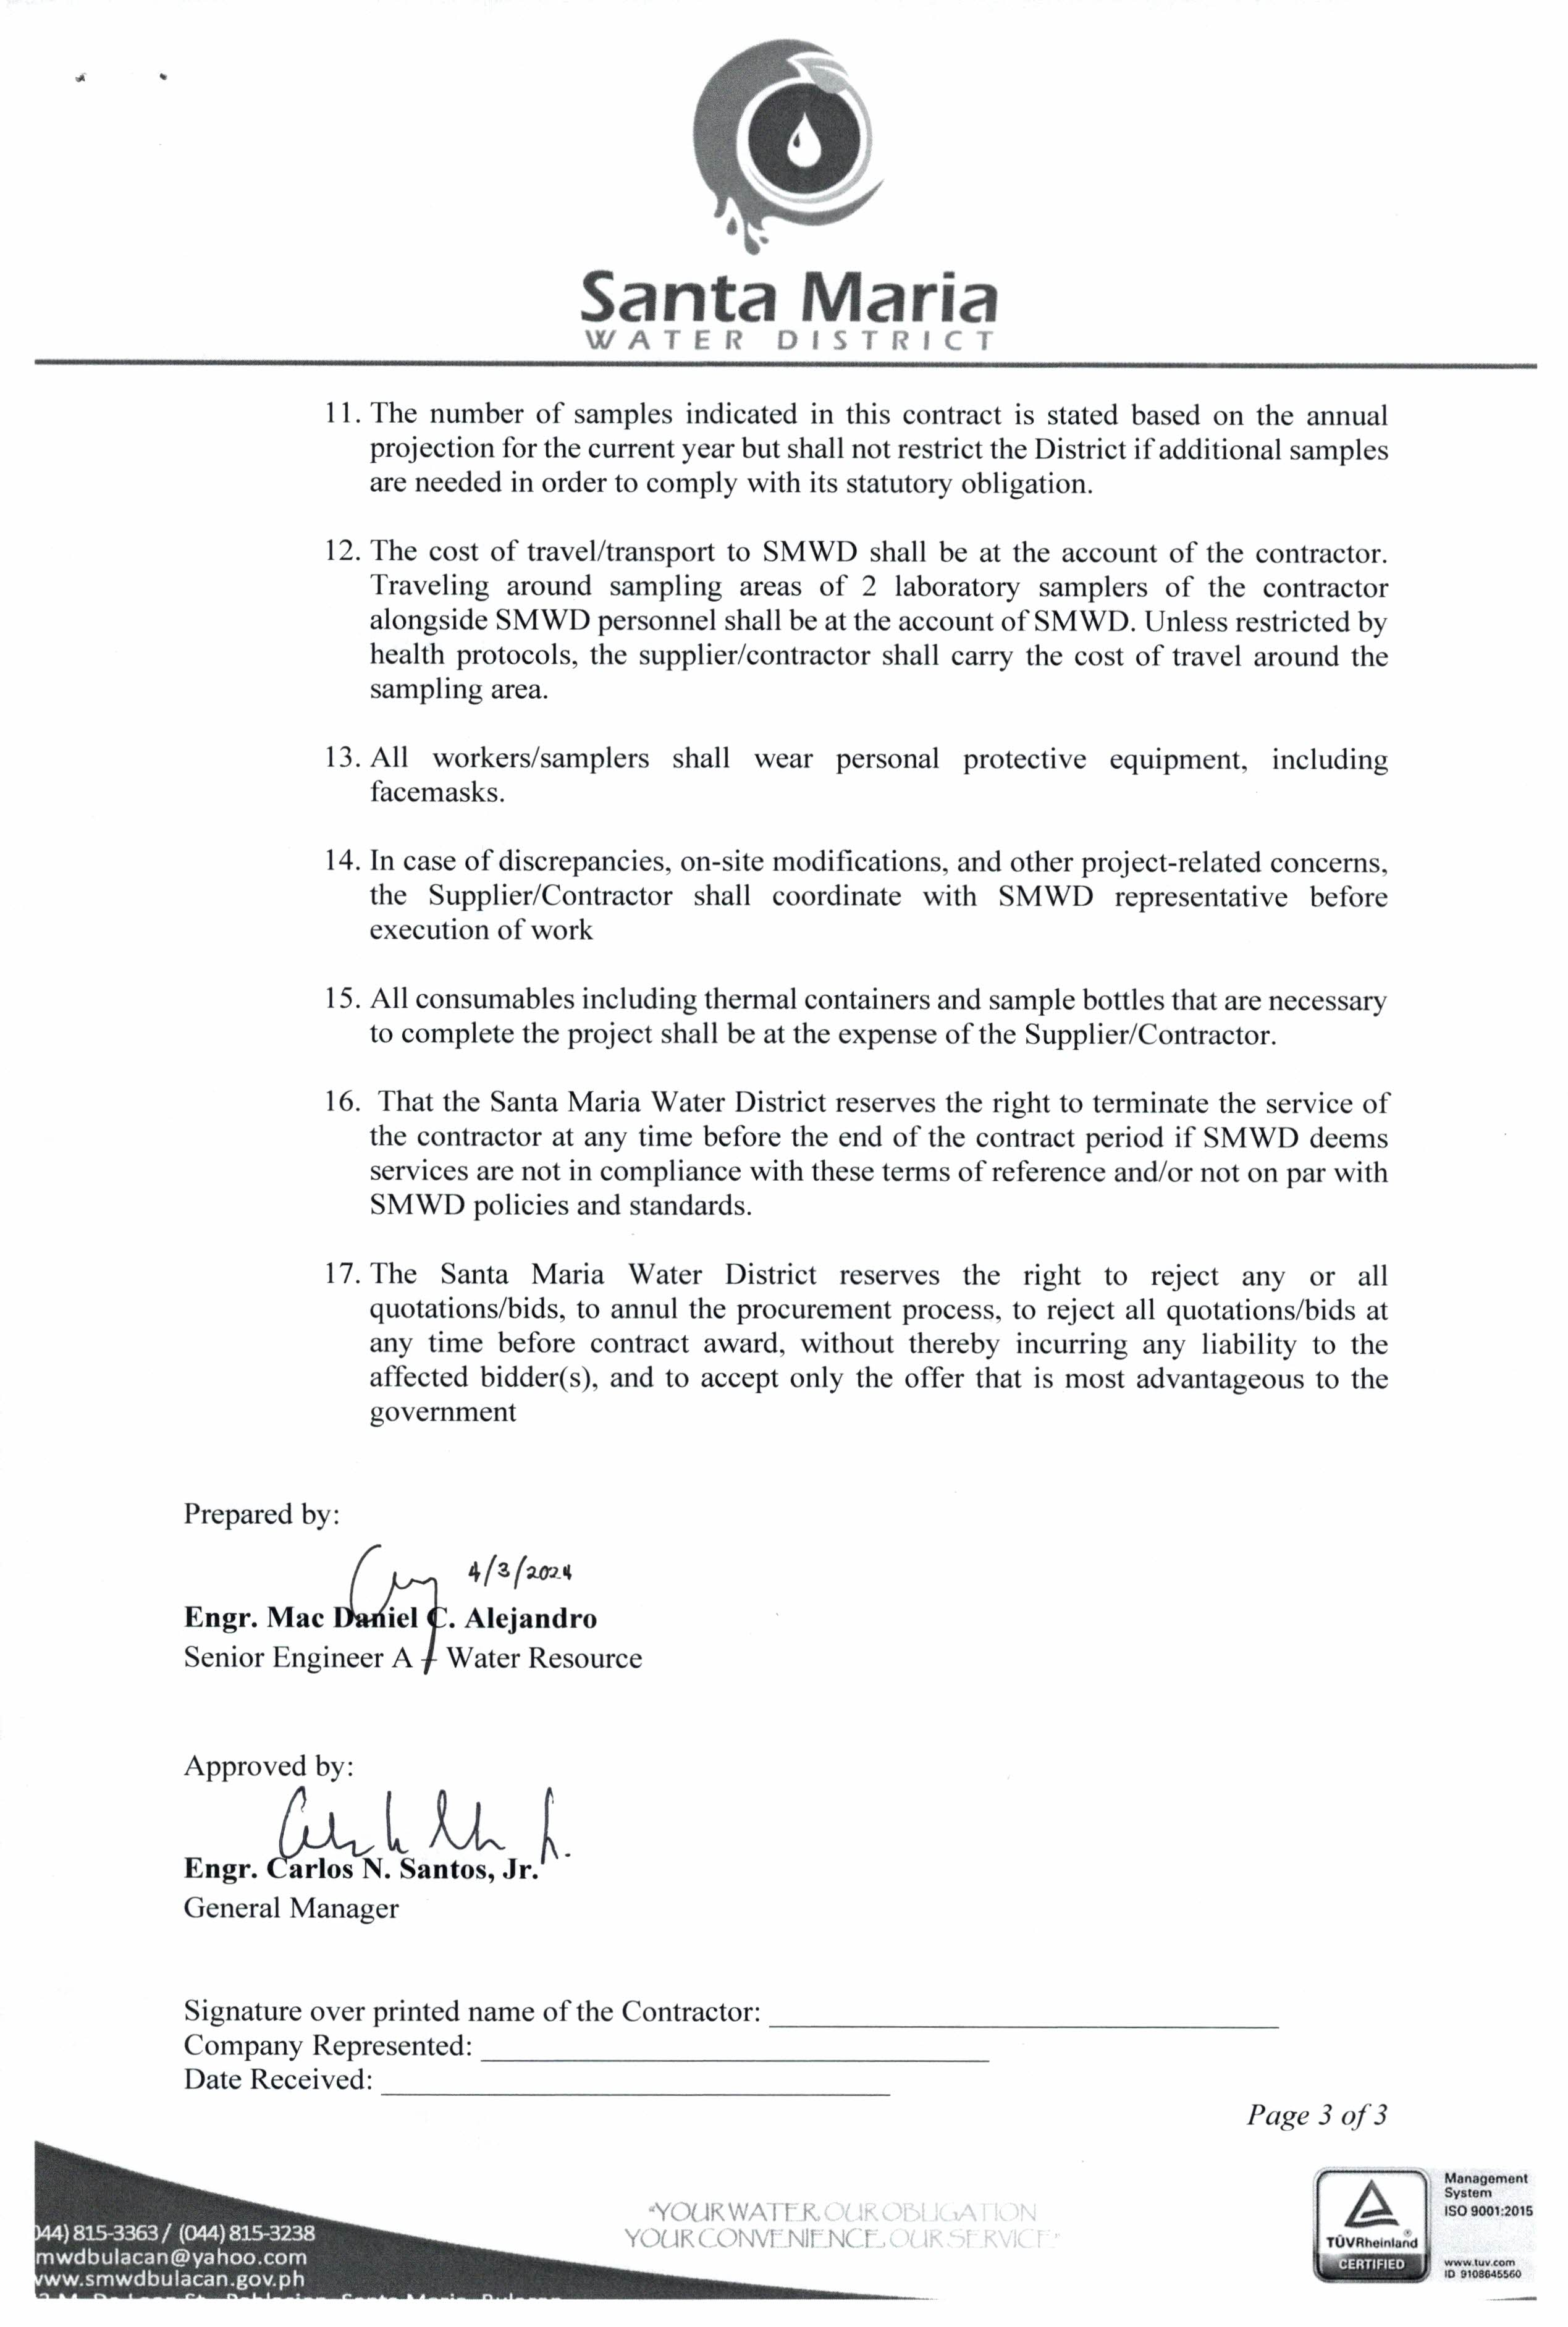 Santa Maria
WATER DISTRICT
11. The number of samples indicated in this contract is stated based on the annual
projection for the current year but shall not restrict the District if additional samples
are needed in order to comply with its statutory obligation.
12. The cost of travel/transport to SMWD shall be at the account of the contractor.
Traveling around sampling areas of 2 laboratory samplers of the contractor
alongside SMWD personnel shall be at the account of SMWD. Unless restricted by
health protocols, the supplier/contractor shall carry the cost of travel around the
sampling area.
13. All workers/samplers shall wear personal protective equipment, including
facemasks.
14. In case of discrepancies, on-site modifications, and other project-related concerns,
the Supplier/Contractor shall coordinate with SMWD representative before
execution of work
15. All consumables including thermal containers and sample bottles that are necessary
to complete the project shall be at the expense of the Supplier/Contractor.
16. That the Santa Maria Water District reserves the right to terminate the service of
the contractor at any time before the end of the contract period if SMWD deems
services are not in compliance with these terms of reference and/or not on par with
SMWD policies and standards.
17. The Santa Maria Water District reserves the right to reject any or all
quotations/bids, to annul the procurement process, to reject all quotations/bids at
any time before contract award, without thereby incurring any liability to the
affected bidder(s), and to accept only the offer that is most advantageous to the
government
Prepared by:
4/3/2024
Engr. Mac Daniel C. Alejandro
Senior Engineer A - Water Resource
Approved by:
Engr. Carlos N. Santos, Jr.
General Manager
Signature over printed name of the Contractor:
Company Represented:
Date Received:
Page 3 of 3
044) 815-3363 / (044) 815-3238
mwdbulacan@yahoo.com
www.smwdbulacan.gov.ph
"YOUR WATER, OUR OBLIGATION
YOUR CONVENIENCE, OUR SERVICE"
TÜVRheinland®
CERTIFIED
Management
System
ISO 9001:2015
www.tuv.com
ID 9108645560